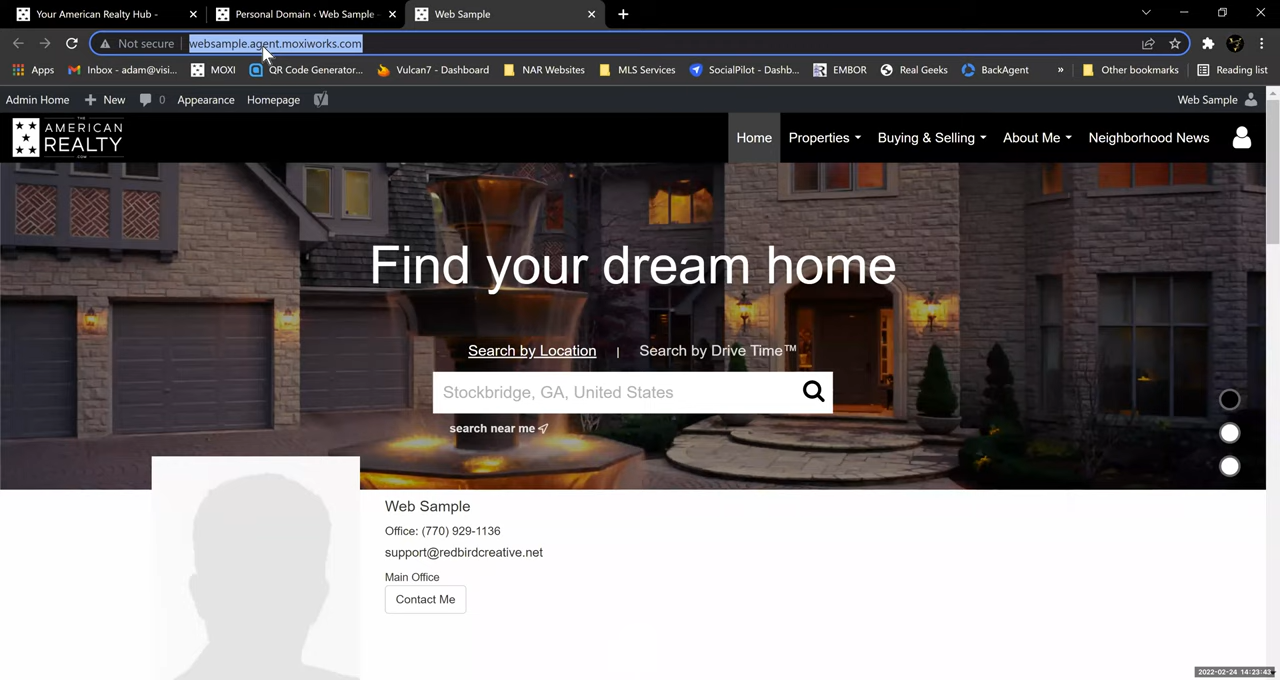 Your American Realty Hub -
Personal Domain ‹ Web Sample
Web Sample
Not secure
websample.agent.moxiworks.com
Apps
Inbox - adam@visi...
MOXI
QR Code Generator...
Vulcan7 - Dashboard
NAR Websites
MLS Services
SocialPilot - Dashb...
EMBOR
Real Geeks
BackAgent
»
Other bookmarks
Reading list
Admin Home
New
0
Appearance
Homepage
Web Sample
THE
AMERICAN
REALTY
.COM
Home
Properties
Buying & Selling
About Me
Neighborhood News
Find your dream home
Search by Location | Search by Drive Time™
Stockbridge, GA, United States
search near me
Web Sample
Office: (770) 929-1136
support@redbirdcreative.net
Main Office
Contact Me
2022-02-24 14:23:43